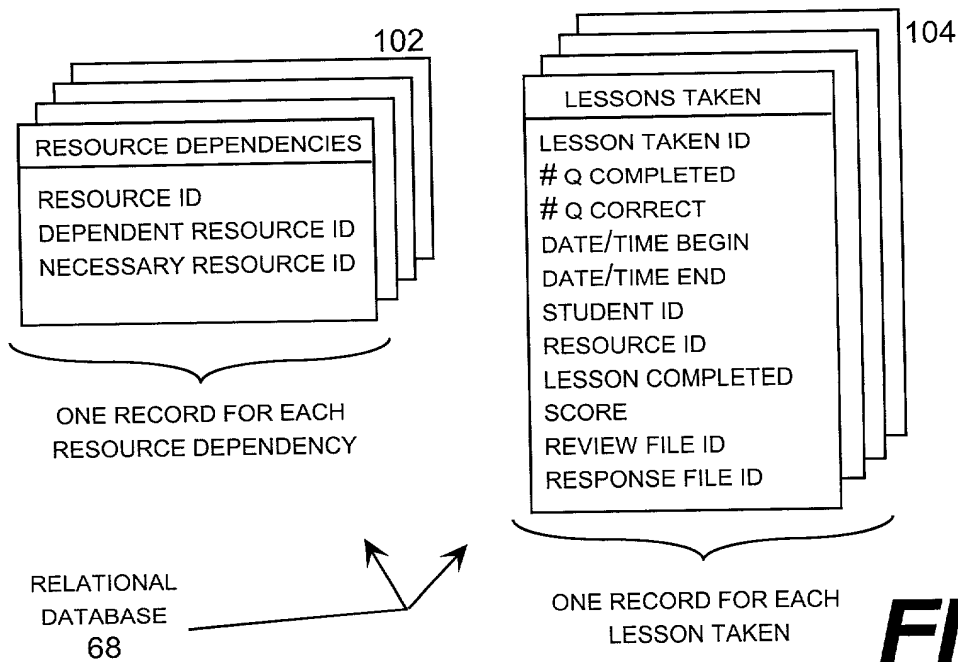 102
RESOURCE DEPENDENCIES
RESOURCE ID
DEPENDENT RESOURCE ID
NECESSARY RESOURCE ID
ONE RECORD FOR EACH
RESOURCE DEPENDENCY
104
LESSONS TAKEN
LESSON TAKEN ID
# Q COMPLETED
# Q CORRECT
DATE/TIME BEGIN
DATE/TIME END
STUDENT ID
RESOURCE ID
LESSON COMPLETED
SCORE
REVIEW FILE ID
RESPONSE FILE ID
ONE RECORD FOR EACH
LESSON TAKEN
RELATIONAL
DATABASE
68